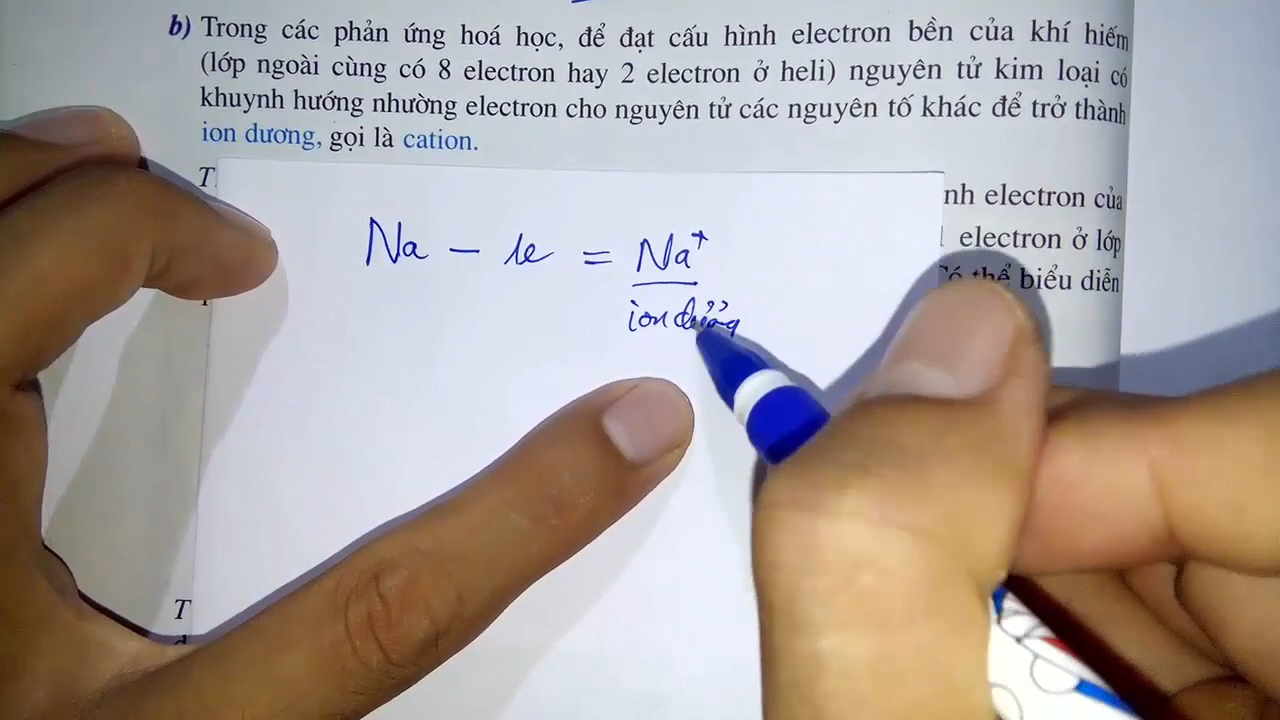 b) Trong các phản ứng hoá học, để đạt cấu hình electron bền của khí hiếm
(lớp ngoài cùng có 8 electron hay 2 electron ở heli) nguyên tử kim loại có
khuynh hướng nhường electron cho nguyên tử các nguyên tố khác để trở thành
ion dương, gọi là cation.
T
nh electron của
electron ở lớp
Có thể biểu diễn
Na – 1e = Na⁺
ion dương
T